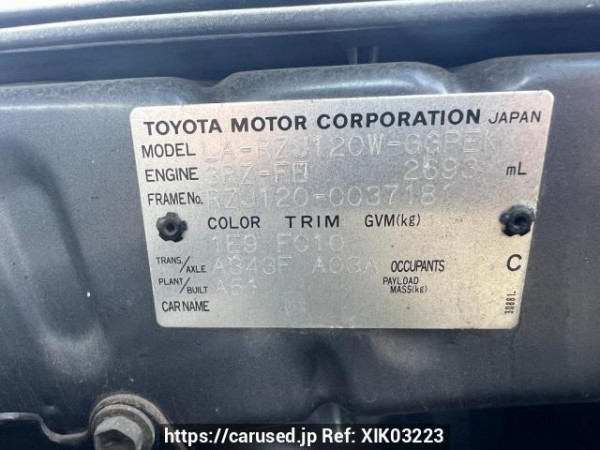 TOYOTA MOTOR CORPORATION JAPAN
MODEL LA-RZJ120W-GGPEK
ENGINE 3RZ-FE 2693 mL
FRAME No. 
COLOR TRIM GVM(kg)
1E9 FC10
TRANS./AXLE A343F A03A OCCUPANTS C
PLANT/BUILT A61 PAYLOAD MASS(kg)
CAR NAME
https://carused.jp Ref: XIK03223